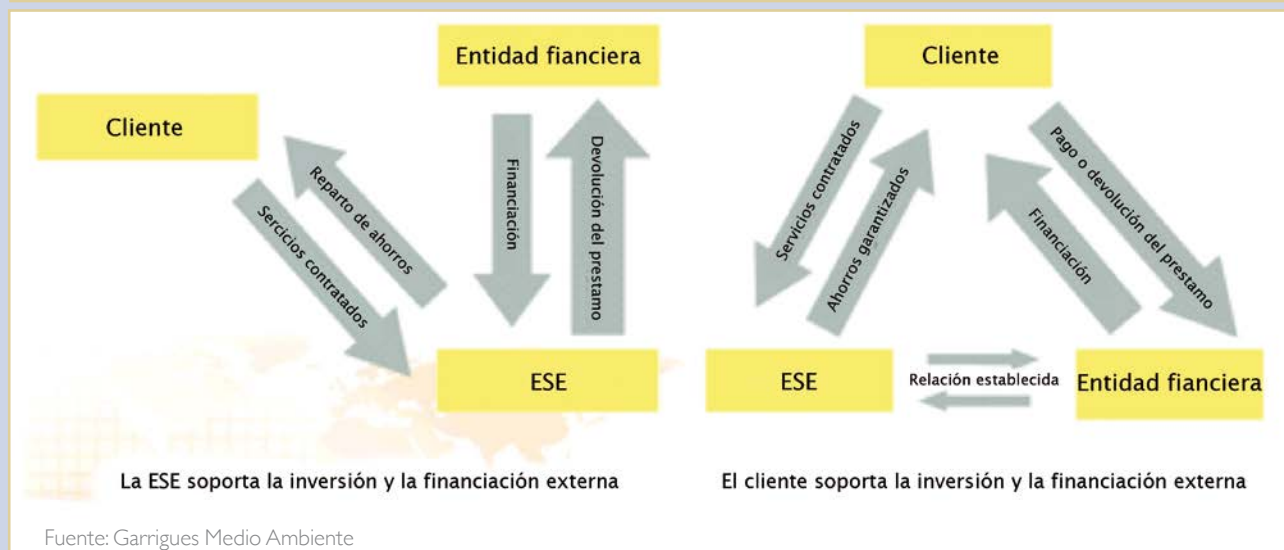 Entidad fianciera
Cliente
Financiación
Devolución del prestamo
Reparto de ahorros
Sercicios contratados
ESE
La ESE soporta la inversión y la financiación externa
Cliente
Servicios contratados
Ahorros garantizados
Financiación
Pago o devolución del prestamo
ESE
Relación establecida
Entidad fianciera
El cliente soporta la inversión y la financiación externa
Fuente: Garrigues Medio Ambiente